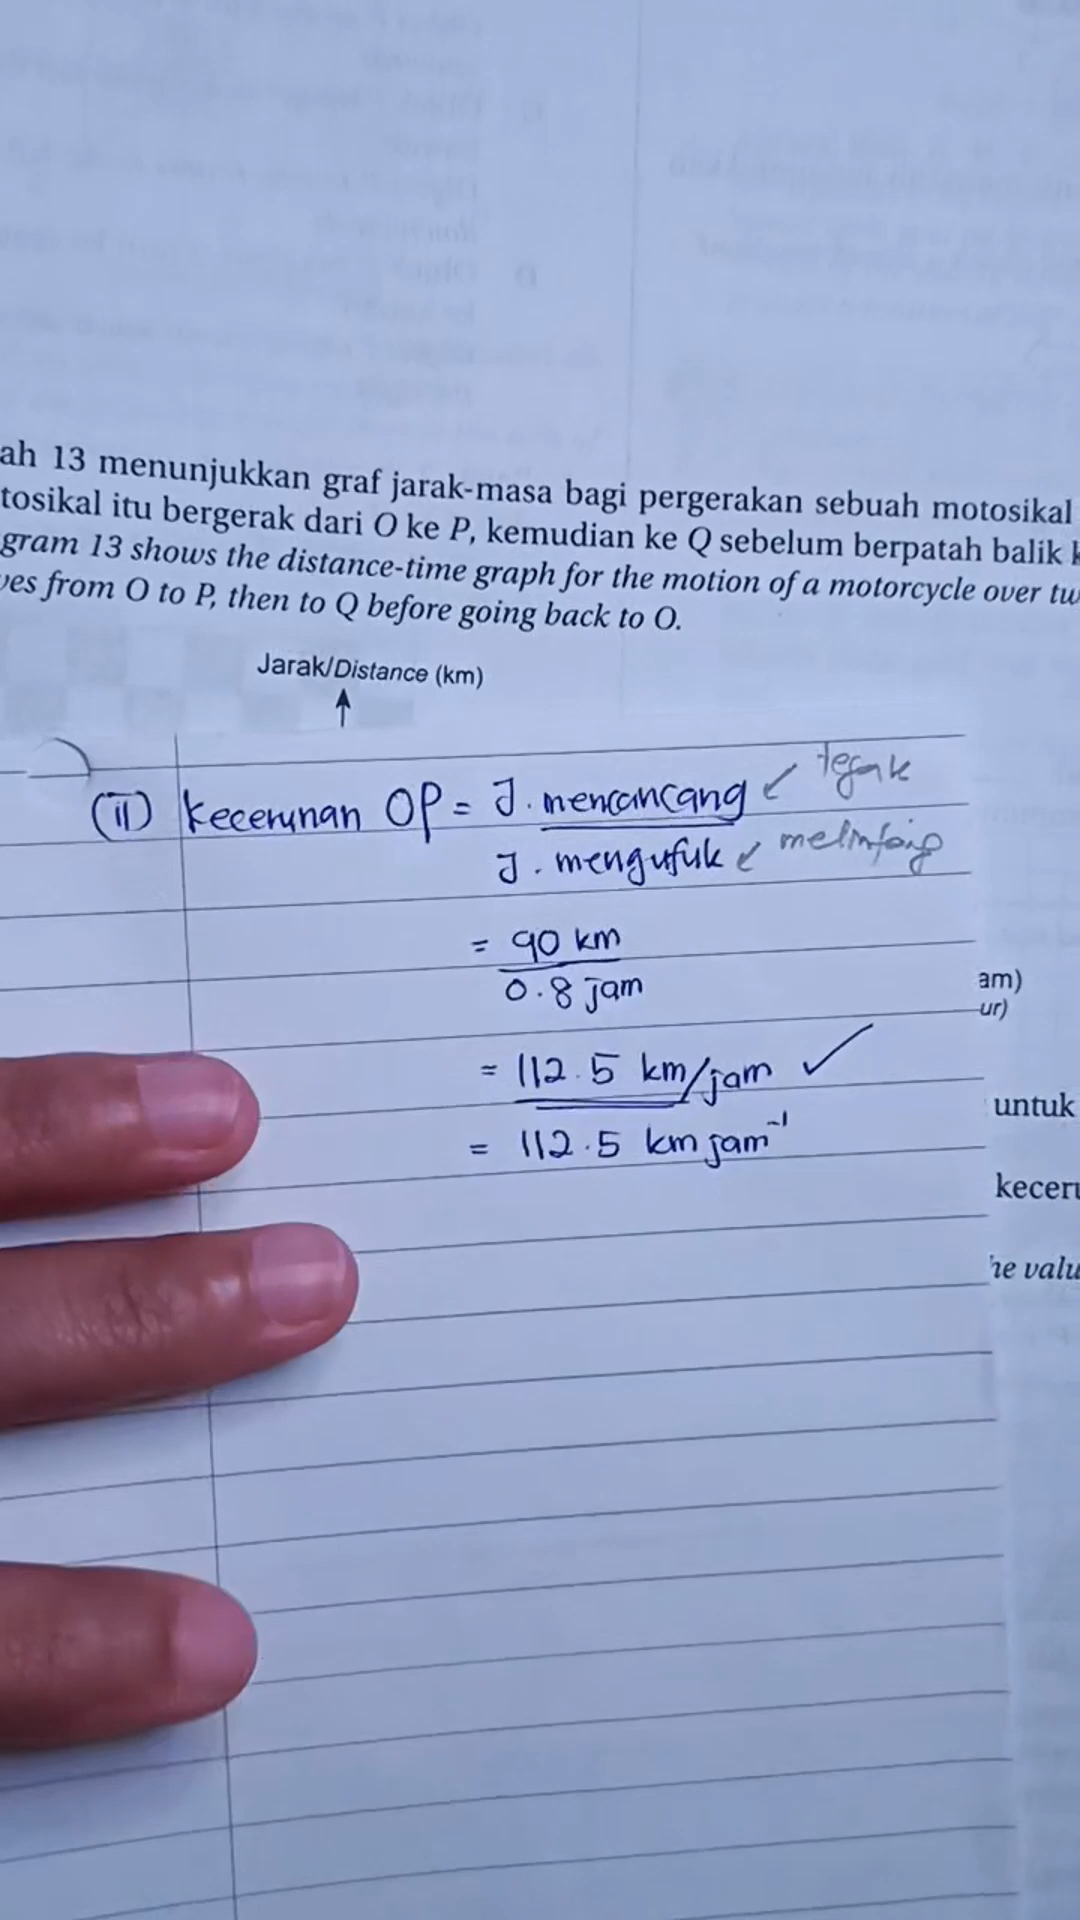 ah 13 menunjukkan graf jarak-masa bagi pergerakan sebuah motosikal
tosikal itu bergerak dari O ke P, kemudian ke Q sebelum berpatah balik k
gram 13 shows the distance-time graph for the motion of a motorcycle over tw
ves from O to P, then to Q before going back to O.
Jarak/Distance (km)
(ii) Kecerunan OP = J. mencancang ↙ tegak
J. mengufuk ↙ melintang
= 90 km
0.8 jam
= 112.5 km/jam ✓
= 112.5 km jam⁻¹
am)
ur)
untuk
keceru
he valu